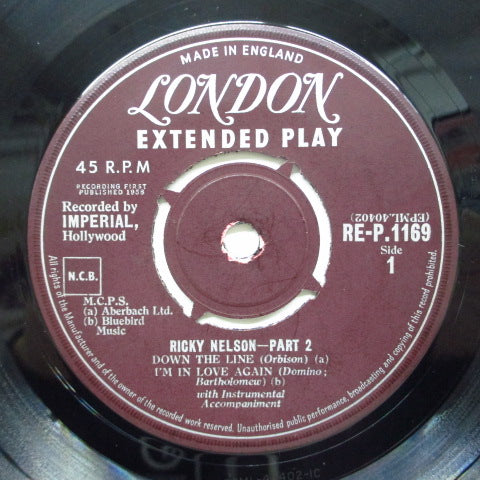 MADE IN ENGLAND
LONDON
EXTENDED PLAY
45 R.P.M
RECORDING FIRST
PUBLISHED 1958
Recorded by
IMPERIAL,
Hollywood
(EPML.40402)
RE-P.1169
Side
1
N.C.B.
M.C.P.S.
(a) Aberbach Ltd.
(b) Bluebird
Music
RICKY NELSON—PART 2
DOWN THE LINE (Orbison) (a)
I'M IN LOVE AGAIN (Domino;
Bartholomew) (b)
with Instrumental
Accompaniment
All rights of the manufacturer and of the owner of the recorded work reserved. Unauthorised public performance, broadcasting and copying of this record prohibited.